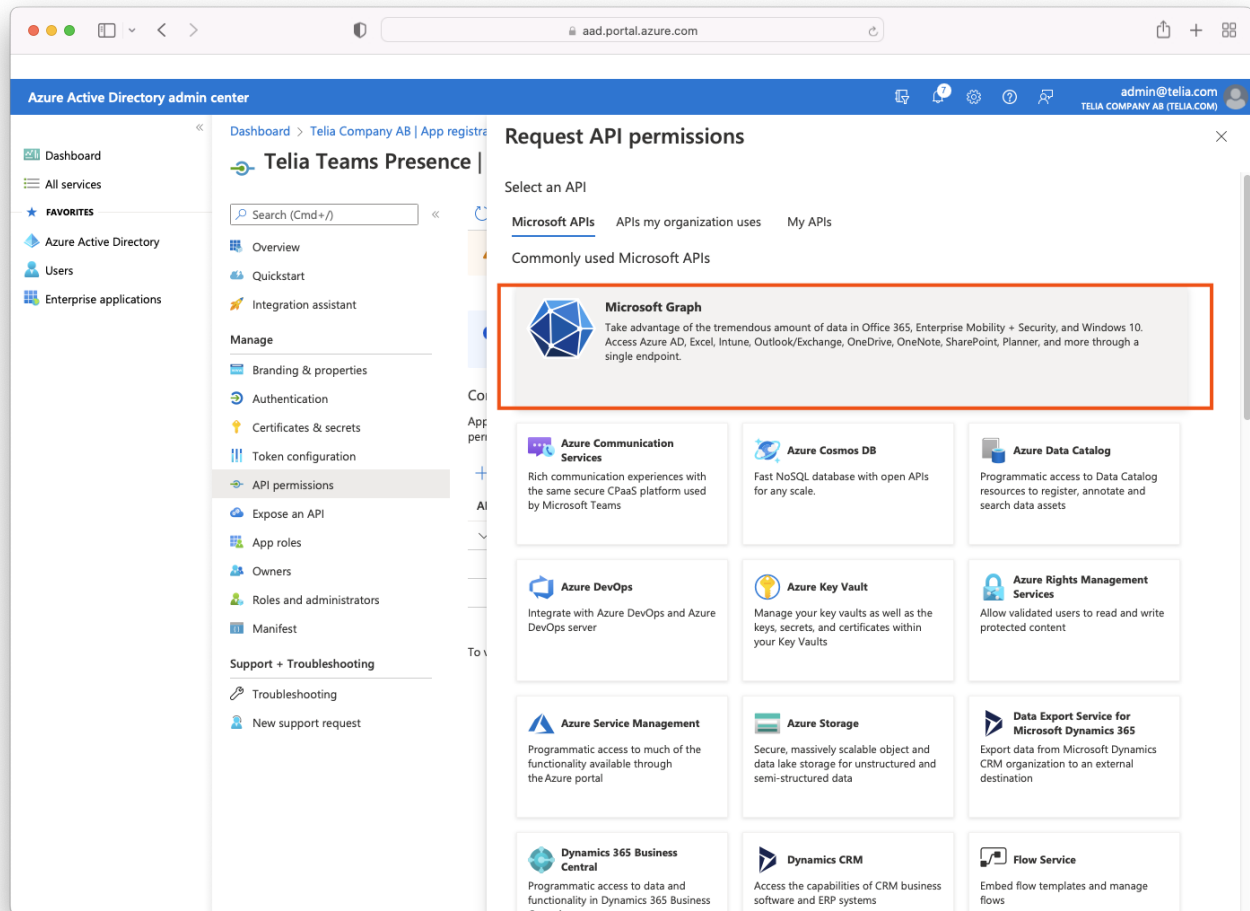 aad.portal.azure.com
Azure Active Directory admin center
7
admin@telia.com
TELIA COMPANY AB (TELIA.COM)
Dashboard
All services
FAVORITES
Azure Active Directory
Users
Enterprise applications
Dashboard > Telia Company AB | App registra
Telia Teams Presence |
Search (Cmd+/)
Overview
Quickstart
Integration assistant
Manage
Branding & properties
Authentication
Certificates & secrets
Token configuration
API permissions
Expose an API
App roles
Owners
Roles and administrators
Manifest
Support + Troubleshooting
Troubleshooting
New support request
Request API permissions
Select an API
Microsoft APIs
APIs my organization uses
My APIs
Commonly used Microsoft APIs
Microsoft Graph
Take advantage of the tremendous amount of data in Office 365, Enterprise Mobility + Security, and Windows 10.
Access Azure AD, Excel, Intune, Outlook/Exchange, OneDrive, OneNote, SharePoint, Planner, and more through a
single endpoint.
Azure Communication
Services
Rich communication experiences with
the same secure CPaaS platform used
by Microsoft Teams
Azure Cosmos DB
Fast NoSQL database with open APIs
for any scale.
Azure Data Catalog
Programmatic access to Data Catalog
resources to register, annotate and
search data assets
Azure DevOps
Integrate with Azure DevOps and Azure
DevOps server
Azure Key Vault
Manage your key vaults as well as the
keys, secrets, and certificates within
your Key Vaults
Azure Rights Management
Services
Allow validated users to read and write
protected content
Azure Service Management
Programmatic access to much of the
functionality available through
the Azure portal
Azure Storage
Secure, massively scalable object and
data lake storage for unstructured and
semi-structured data
Data Export Service for
Microsoft Dynamics 365
Export data from Microsoft Dynamics
CRM organization to an external
destination
Dynamics 365 Business
Central
Programmatic access to data and
functionality in Dynamics 365 Business
Dynamics CRM
Access the capabilities of CRM business
software and ERP systems
Flow Service
Embed flow templates and manage
flows